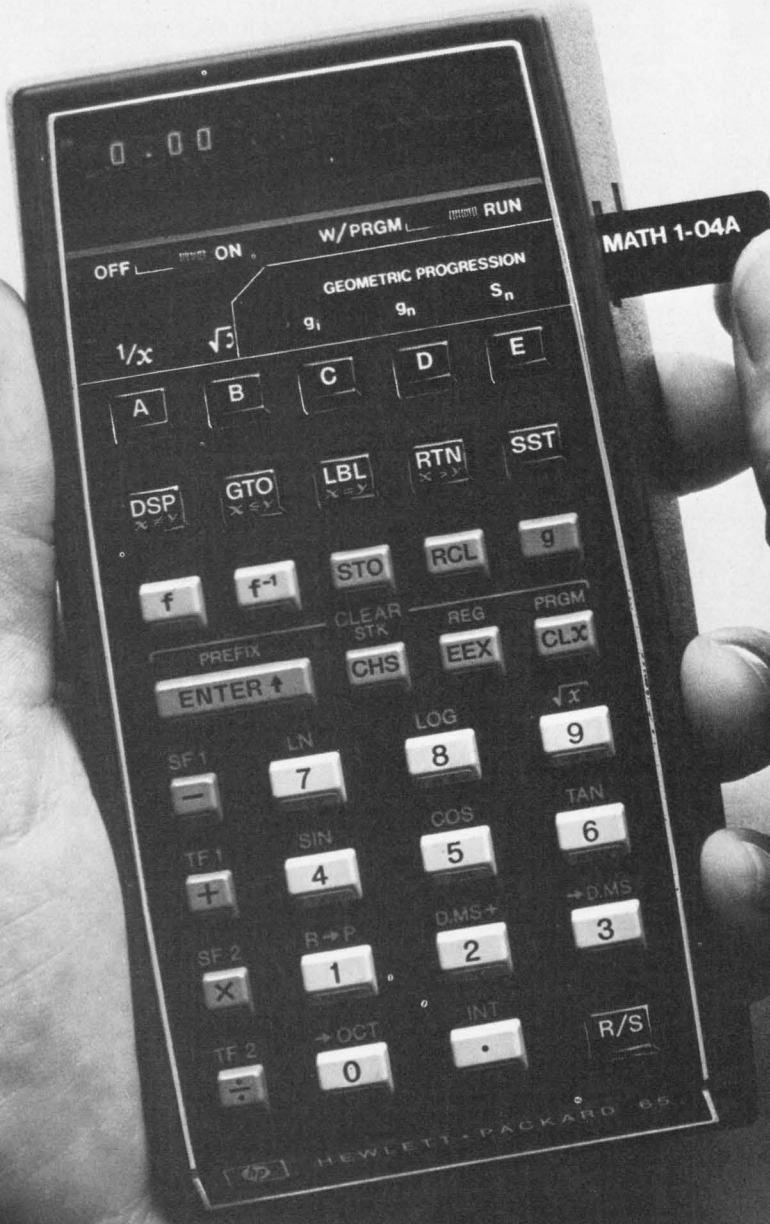 0.00
OFF ON W/PRGM RUN
MATH 1-04A
GEOMETRIC PROGRESSION
1/x √x gi gn Sn
A B C D E
DSP GTO LBL RTN SST
x≠y x≤y x=y x>y
f f-1 STO RCL g
PREFIX CLEAR STK REG PRGM
ENTER↑ CHS EEX CLX
SF 1 LN LOG √x
− 7 8 9
TF 1 SIN COS TAN
+ 4 5 6
SF 2 R→P D.MS+ →D.MS
× 1 2 3
TF 2 →OCT INT
÷ 0 . R/S
hp HEWLETT·PACKARD 65